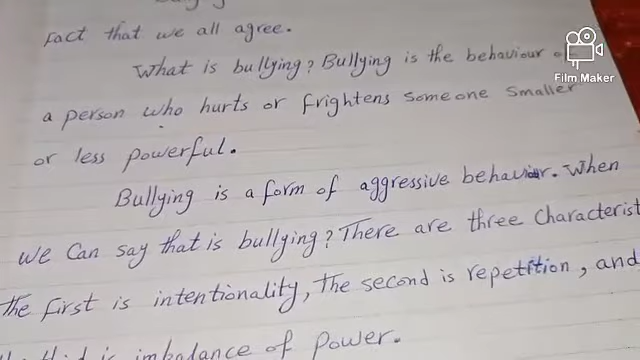 Fact that we all agree.
What is bullying? Bullying is the behaviour of
Film Maker
a person who hurts or frightens someone smaller
or less powerful.
Bullying is a form of aggressive behavior. When
we can say that is bullying? There are three characterist
the first is intentionality, the second is repetition, and
is imbalance of power.